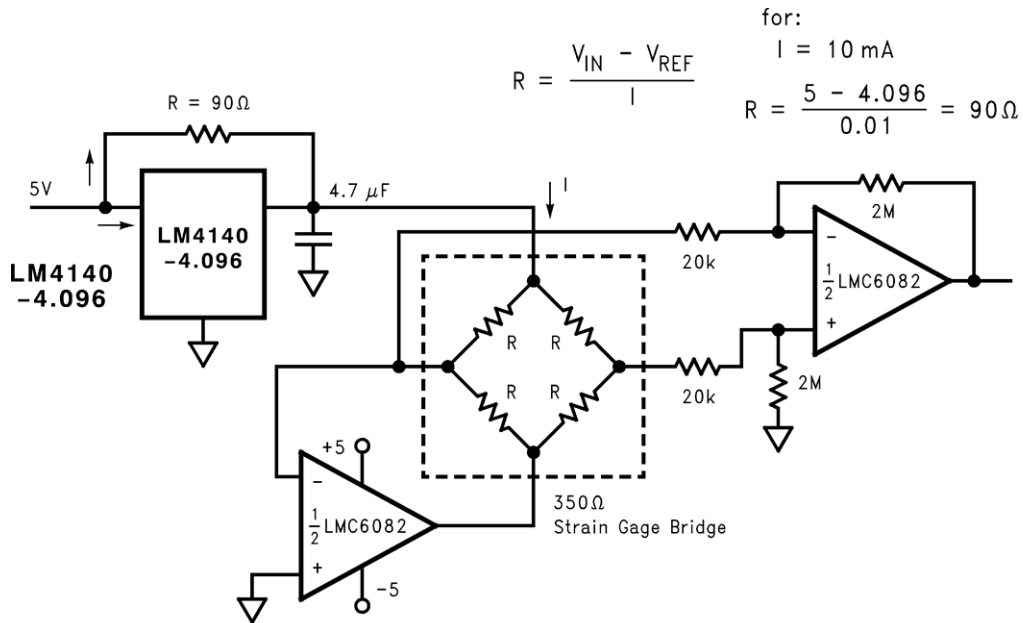 for:
I = 10 mA
R = (V_IN − V_REF) / I
R = (5 − 4.096) / 0.01 = 90Ω
R = 90Ω
5V
LM4140
−4.096
LM4140
−4.096
4.7 μF
I
20k
2M
−
1/2 LMC6082
+
20k
2M
R
R
R
R
350Ω
Strain Gage Bridge
+5
−
1/2 LMC6082
+
−5